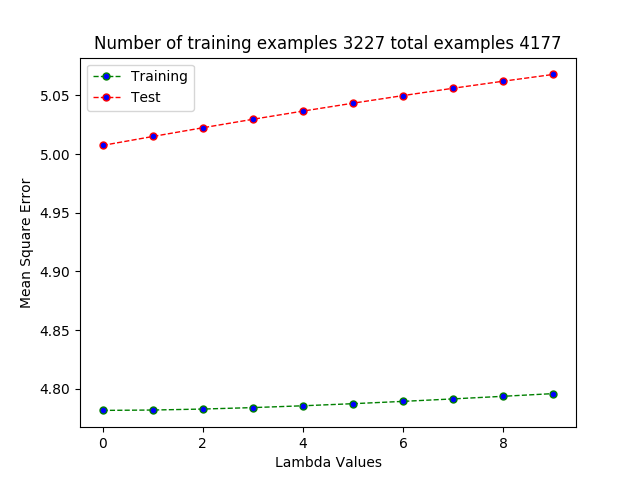 Number of training examples 3227 total examples 4177
Training
Test
5.05
5.00
4.95
4.90
4.85
4.80
Mean Square Error
0 2 4 6 8
Lambda Values